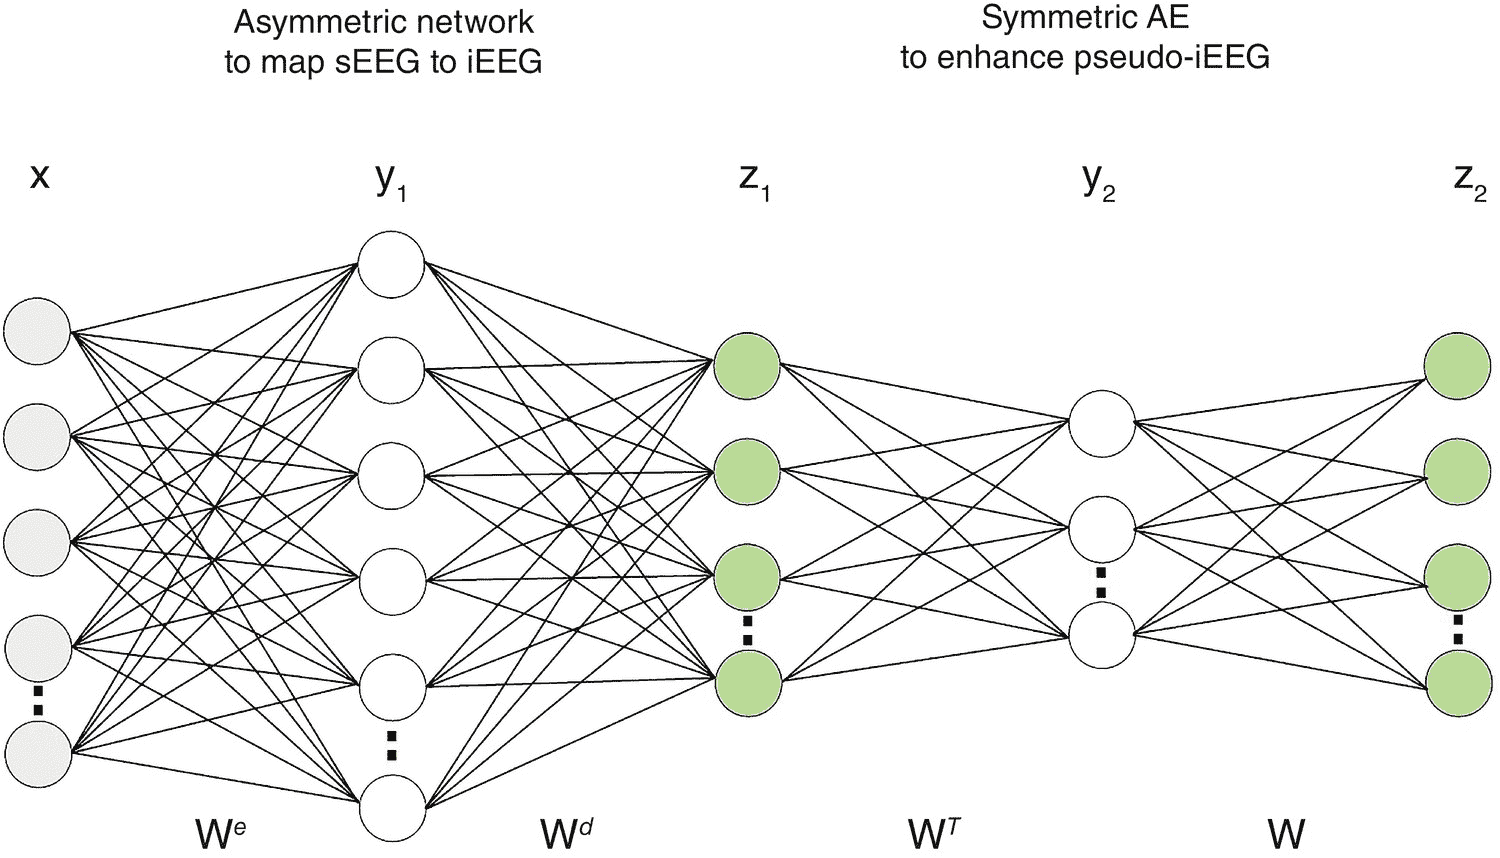 Asymmetric network
to map sEEG to iEEG
Symmetric AE
to enhance pseudo-iEEG
x y₁ z₁ y₂ z₂
Wᵉ Wᵈ Wᵀ W